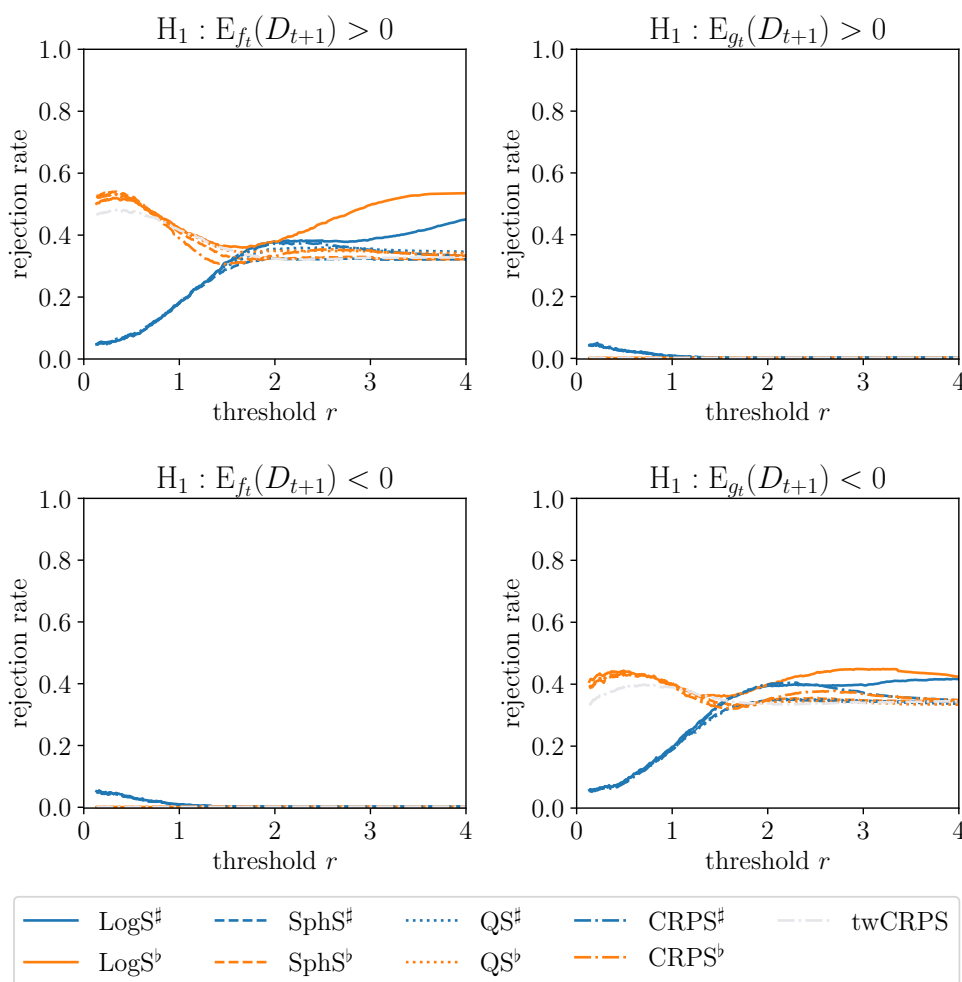 H₁ : E_{f_t}(D_{t+1}) > 0
1.0
0.8
0.6
0.4
0.2
0.0
rejection rate
0 1 2 3 4
threshold r
H₁ : E_{g_t}(D_{t+1}) > 0
1.0
0.8
0.6
0.4
0.2
0.0
rejection rate
0 1 2 3 4
threshold r
H₁ : E_{f_t}(D_{t+1}) < 0
1.0
0.8
0.6
0.4
0.2
0.0
rejection rate
0 1 2 3 4
threshold r
H₁ : E_{g_t}(D_{t+1}) < 0
1.0
0.8
0.6
0.4
0.2
0.0
rejection rate
0 1 2 3 4
threshold r
LogS♯ SphS♯ QS♯ CRPS♯ twCRPS
LogS♭ SphS♭ QS♭ CRPS♭